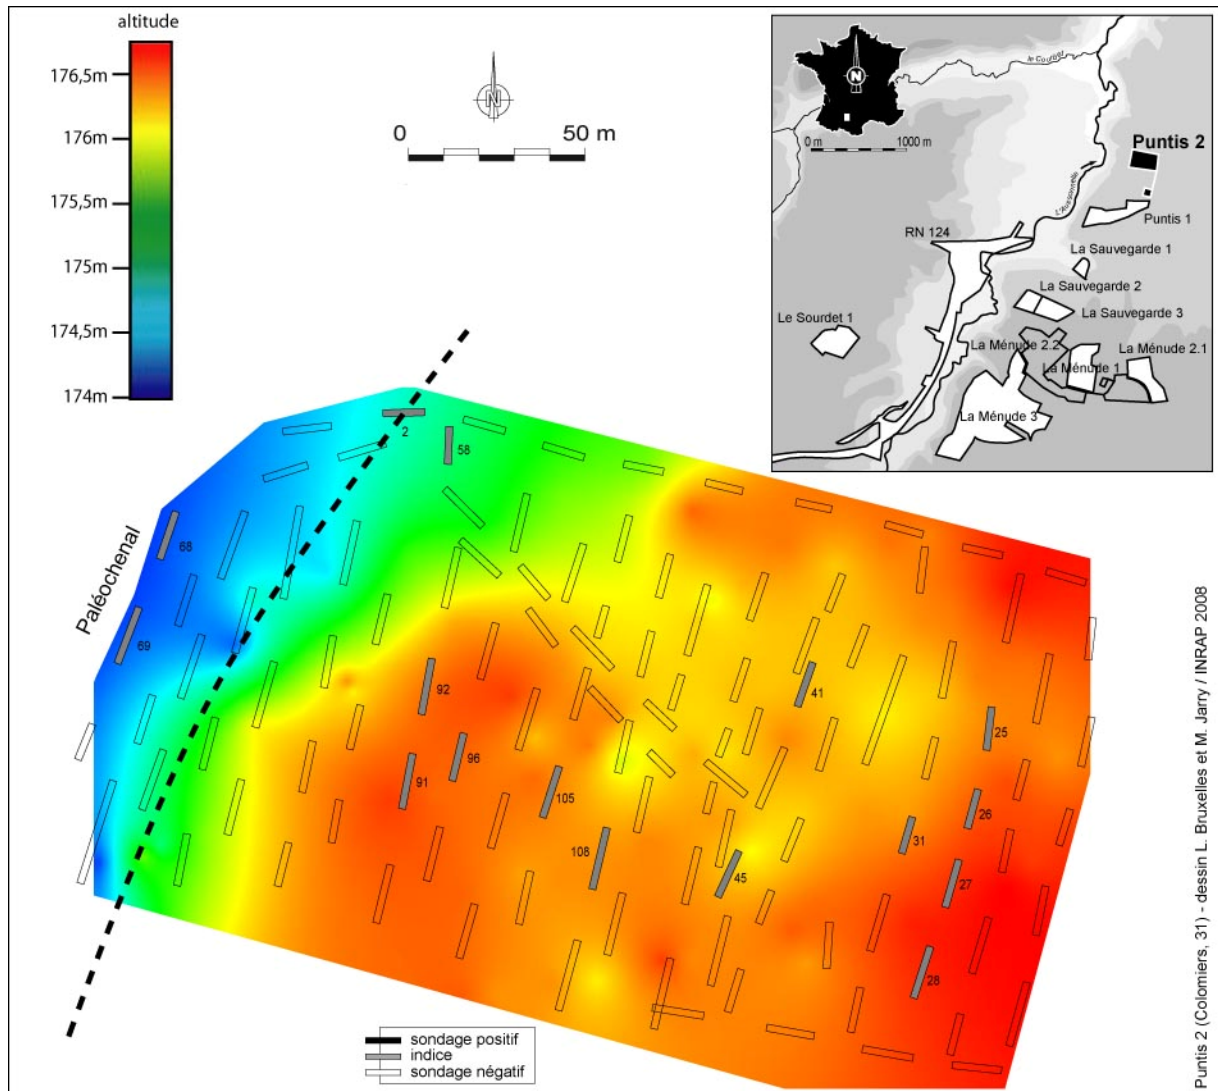 altitude
176,5m
176m
175,5m
175m
174,5m
174m
N
0 50 m
N
0 m 1000 m
le Courbet
L'Aussonnelle
Puntis 2
Puntis 1
RN 124
La Sauvegarde 1
La Sauvegarde 2
La Sauvegarde 3
Le Sourdet 1
La Ménude 2.2
La Ménude 2.1
La Ménude 1
La Ménude 3
Paléochenal
2
58
68
69
92
41
25
96
91
105
26
31
108
45
27
28
sondage positif
indice
sondage négatif
Puntis 2 (Colomiers, 31) - dessin L. Bruxelles et M. Jarry / INRAP 2008